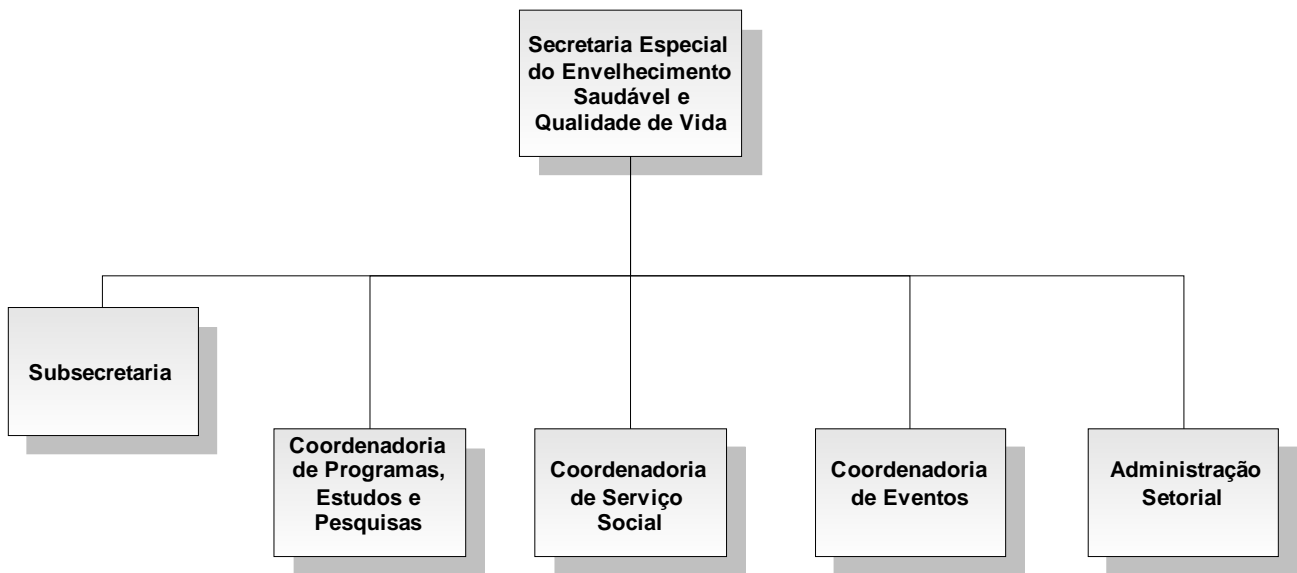 Secretaria Especial
do Envelhecimento
Saudável e
Qualidade de Vida
Subsecretaria
Coordenadoria
de Programas,
Estudos e
Pesquisas
Coordenadoria
de Serviço
Social
Coordenadoria
de Eventos
Administração
Setorial